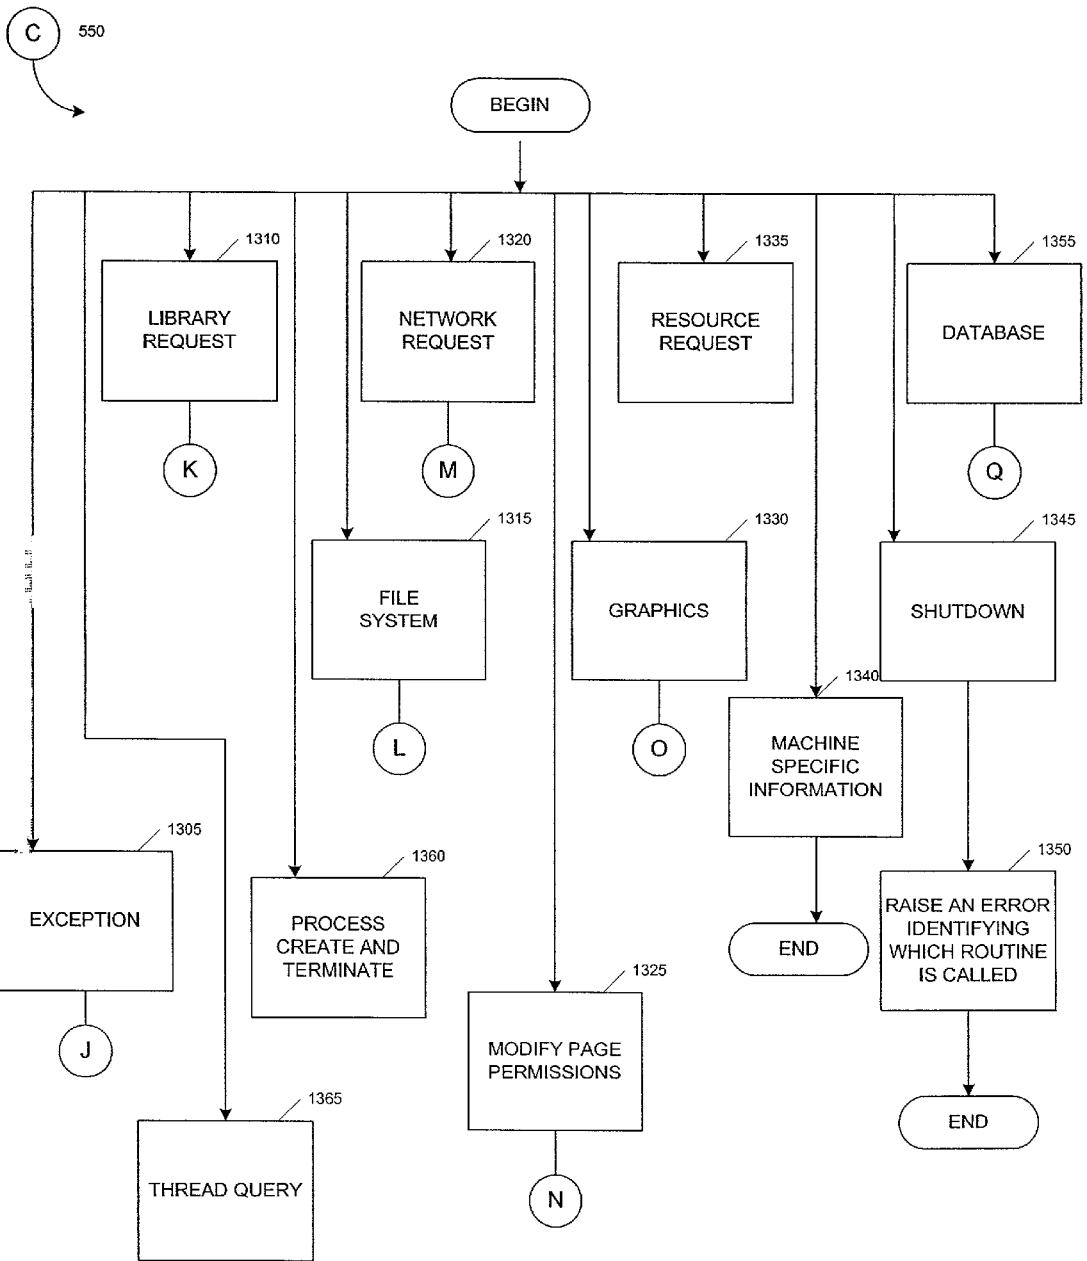 C
550
BEGIN
1310
1320
1335
1355
LIBRARY
REQUEST
NETWORK
REQUEST
RESOURCE
REQUEST
DATABASE
K
M
Q
1315
1330
1345
FILE
SYSTEM
GRAPHICS
SHUTDOWN
1340
L
O
MACHINE
SPECIFIC
INFORMATION
1305
1360
1350
EXCEPTION
PROCESS
CREATE AND
TERMINATE
RAISE AN ERROR
IDENTIFYING
WHICH ROUTINE
IS CALLED
END
1325
J
MODIFY PAGE
PERMISSIONS
1365
END
THREAD QUERY
N